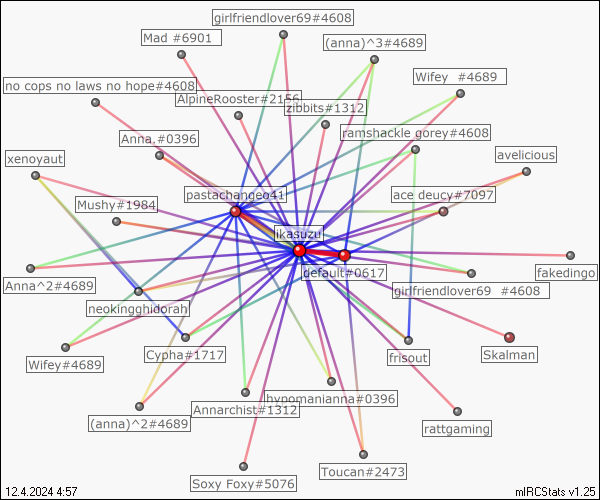 girlfriendlover69#4608
Mad #6901
(anna)^3#4689
Wifey  #4689
no cops no laws no hope#4608
AlpineRooster#2156
zibbits#1312
Anna,#0396
ramshackle gorey#4608
xenoyaut
avelicious
pastachangeo41
ace deucy#7097
Mushy#1984
ikasuzu
default#0617
fakedingo
Anna^2#4689
girlfriendlover69  #4608
neokingghidorah
Cypha#1717
Skalman
Wifey#4689
frisout
hypomanianna#0396
Annarchist#1312
(anna)^2#4689
rattgaming
Toucan#2473
Soxy Foxy#5076
12.4.2024 4:57
mIRCStats v1.25